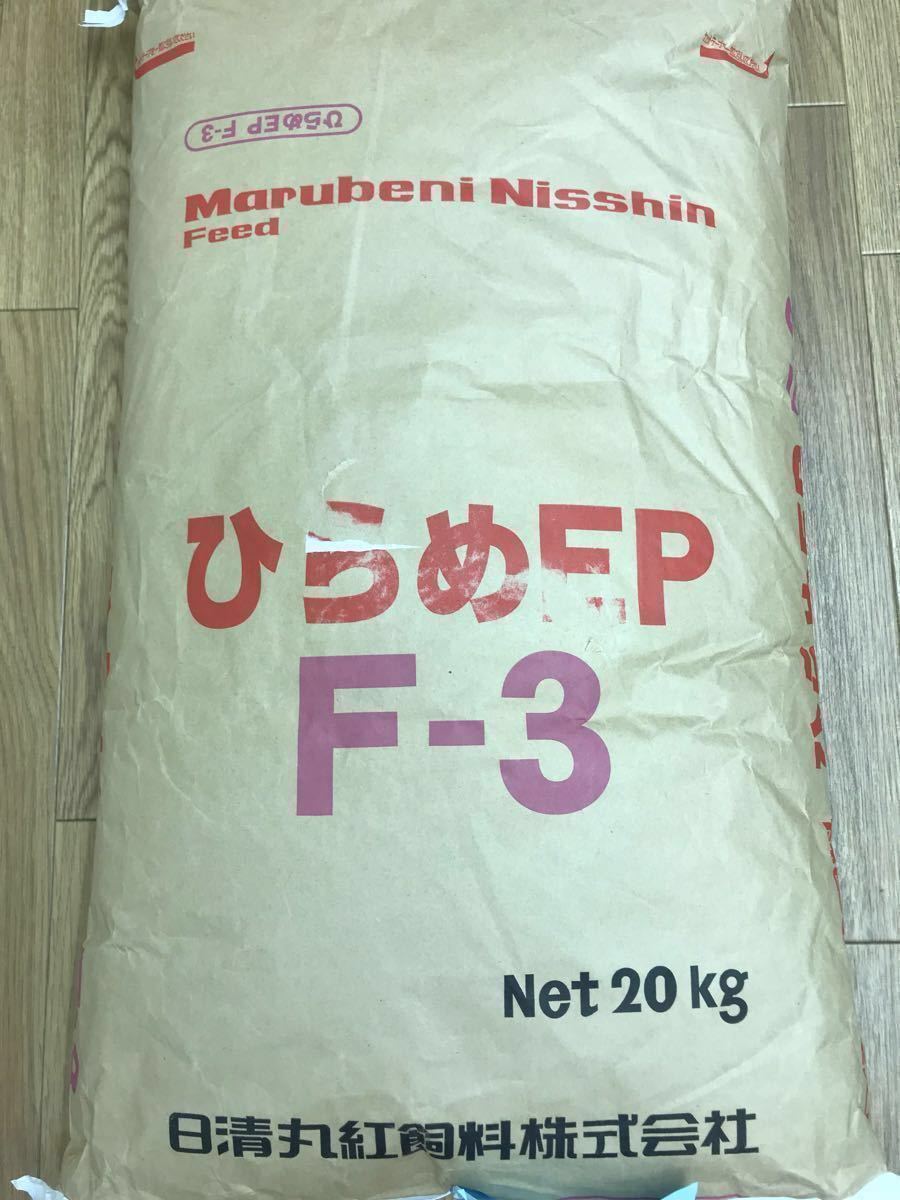 ひらめEP F-3
Marubeni Nisshin
Feed
ひらめEP
F-3
Net 20 kg
日清丸紅飼料株式会社